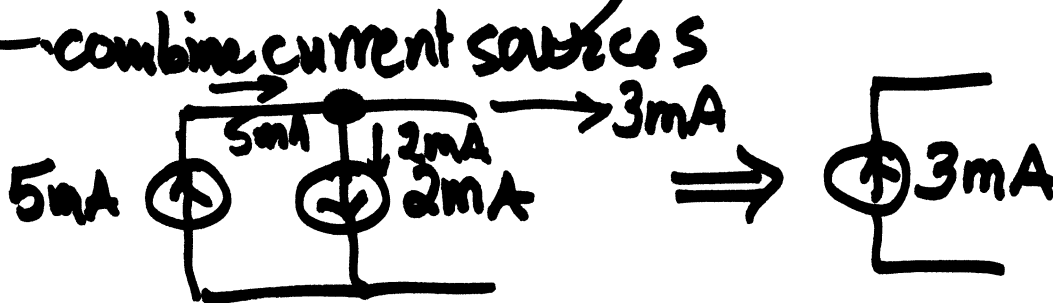 -combine current sources
→ 3mA
5mA ↓ 2mA
5mA 2mA ⇒ 3mA